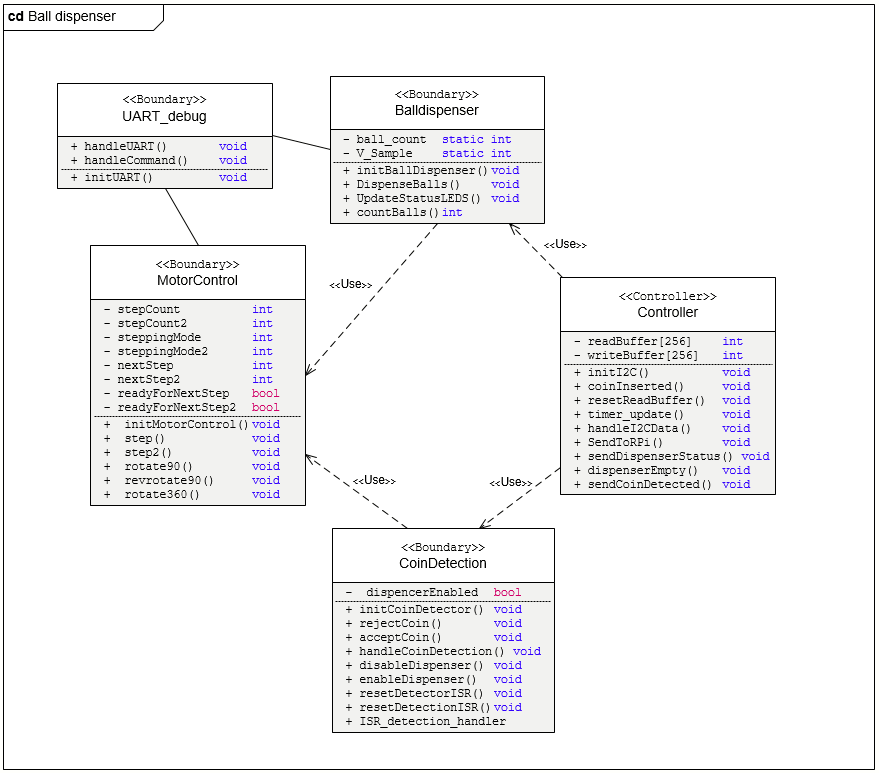 cd Ball dispenser
<<Boundary>>
UART_debug
+ handleUART() void
+ handleCommand() void
+ initUART() void
<<Boundary>>
Balldispenser
- ball_count static int
- V_Sample static int
+ initBallDispenser() void
+ DispenseBalls() void
+ UpdateStatusLEDS() void
+ countBalls() int
<<Use>>
<<Use>>
<<Boundary>>
MotorControl
- stepCount int
- stepCount2 int
- steppingMode int
- steppingMode2 int
- nextStep int
- nextStep2 int
- readyForNextStep bool
- readyForNextStep2 bool
+ initMotorControl() void
+ step() void
+ step2() void
+ rotate90() void
+ revrotate90() void
+ rotate360() void
<<Controller>>
Controller
- readBuffer[256] int
- writeBuffer[256] int
+ initI2C() void
+ coinInserted() void
+ resetReadBuffer() void
+ timer_update() void
+ handleI2CData() void
+ SendToRPi() void
+ sendDispenserStatus() void
+ dispenserEmpty() void
+ sendCoinDetected() void
<<Use>>
<<Use>>
<<Boundary>>
CoinDetection
- dispencerEnabled bool
+ initCoinDetector() void
+ rejectCoin() void
+ acceptCoin() void
+ handleCoinDetection() void
+ disableDispenser() void
+ enableDispenser() void
+ resetDetectorISR() void
+ resetDetectionISR() void
+ ISR_detection_handler